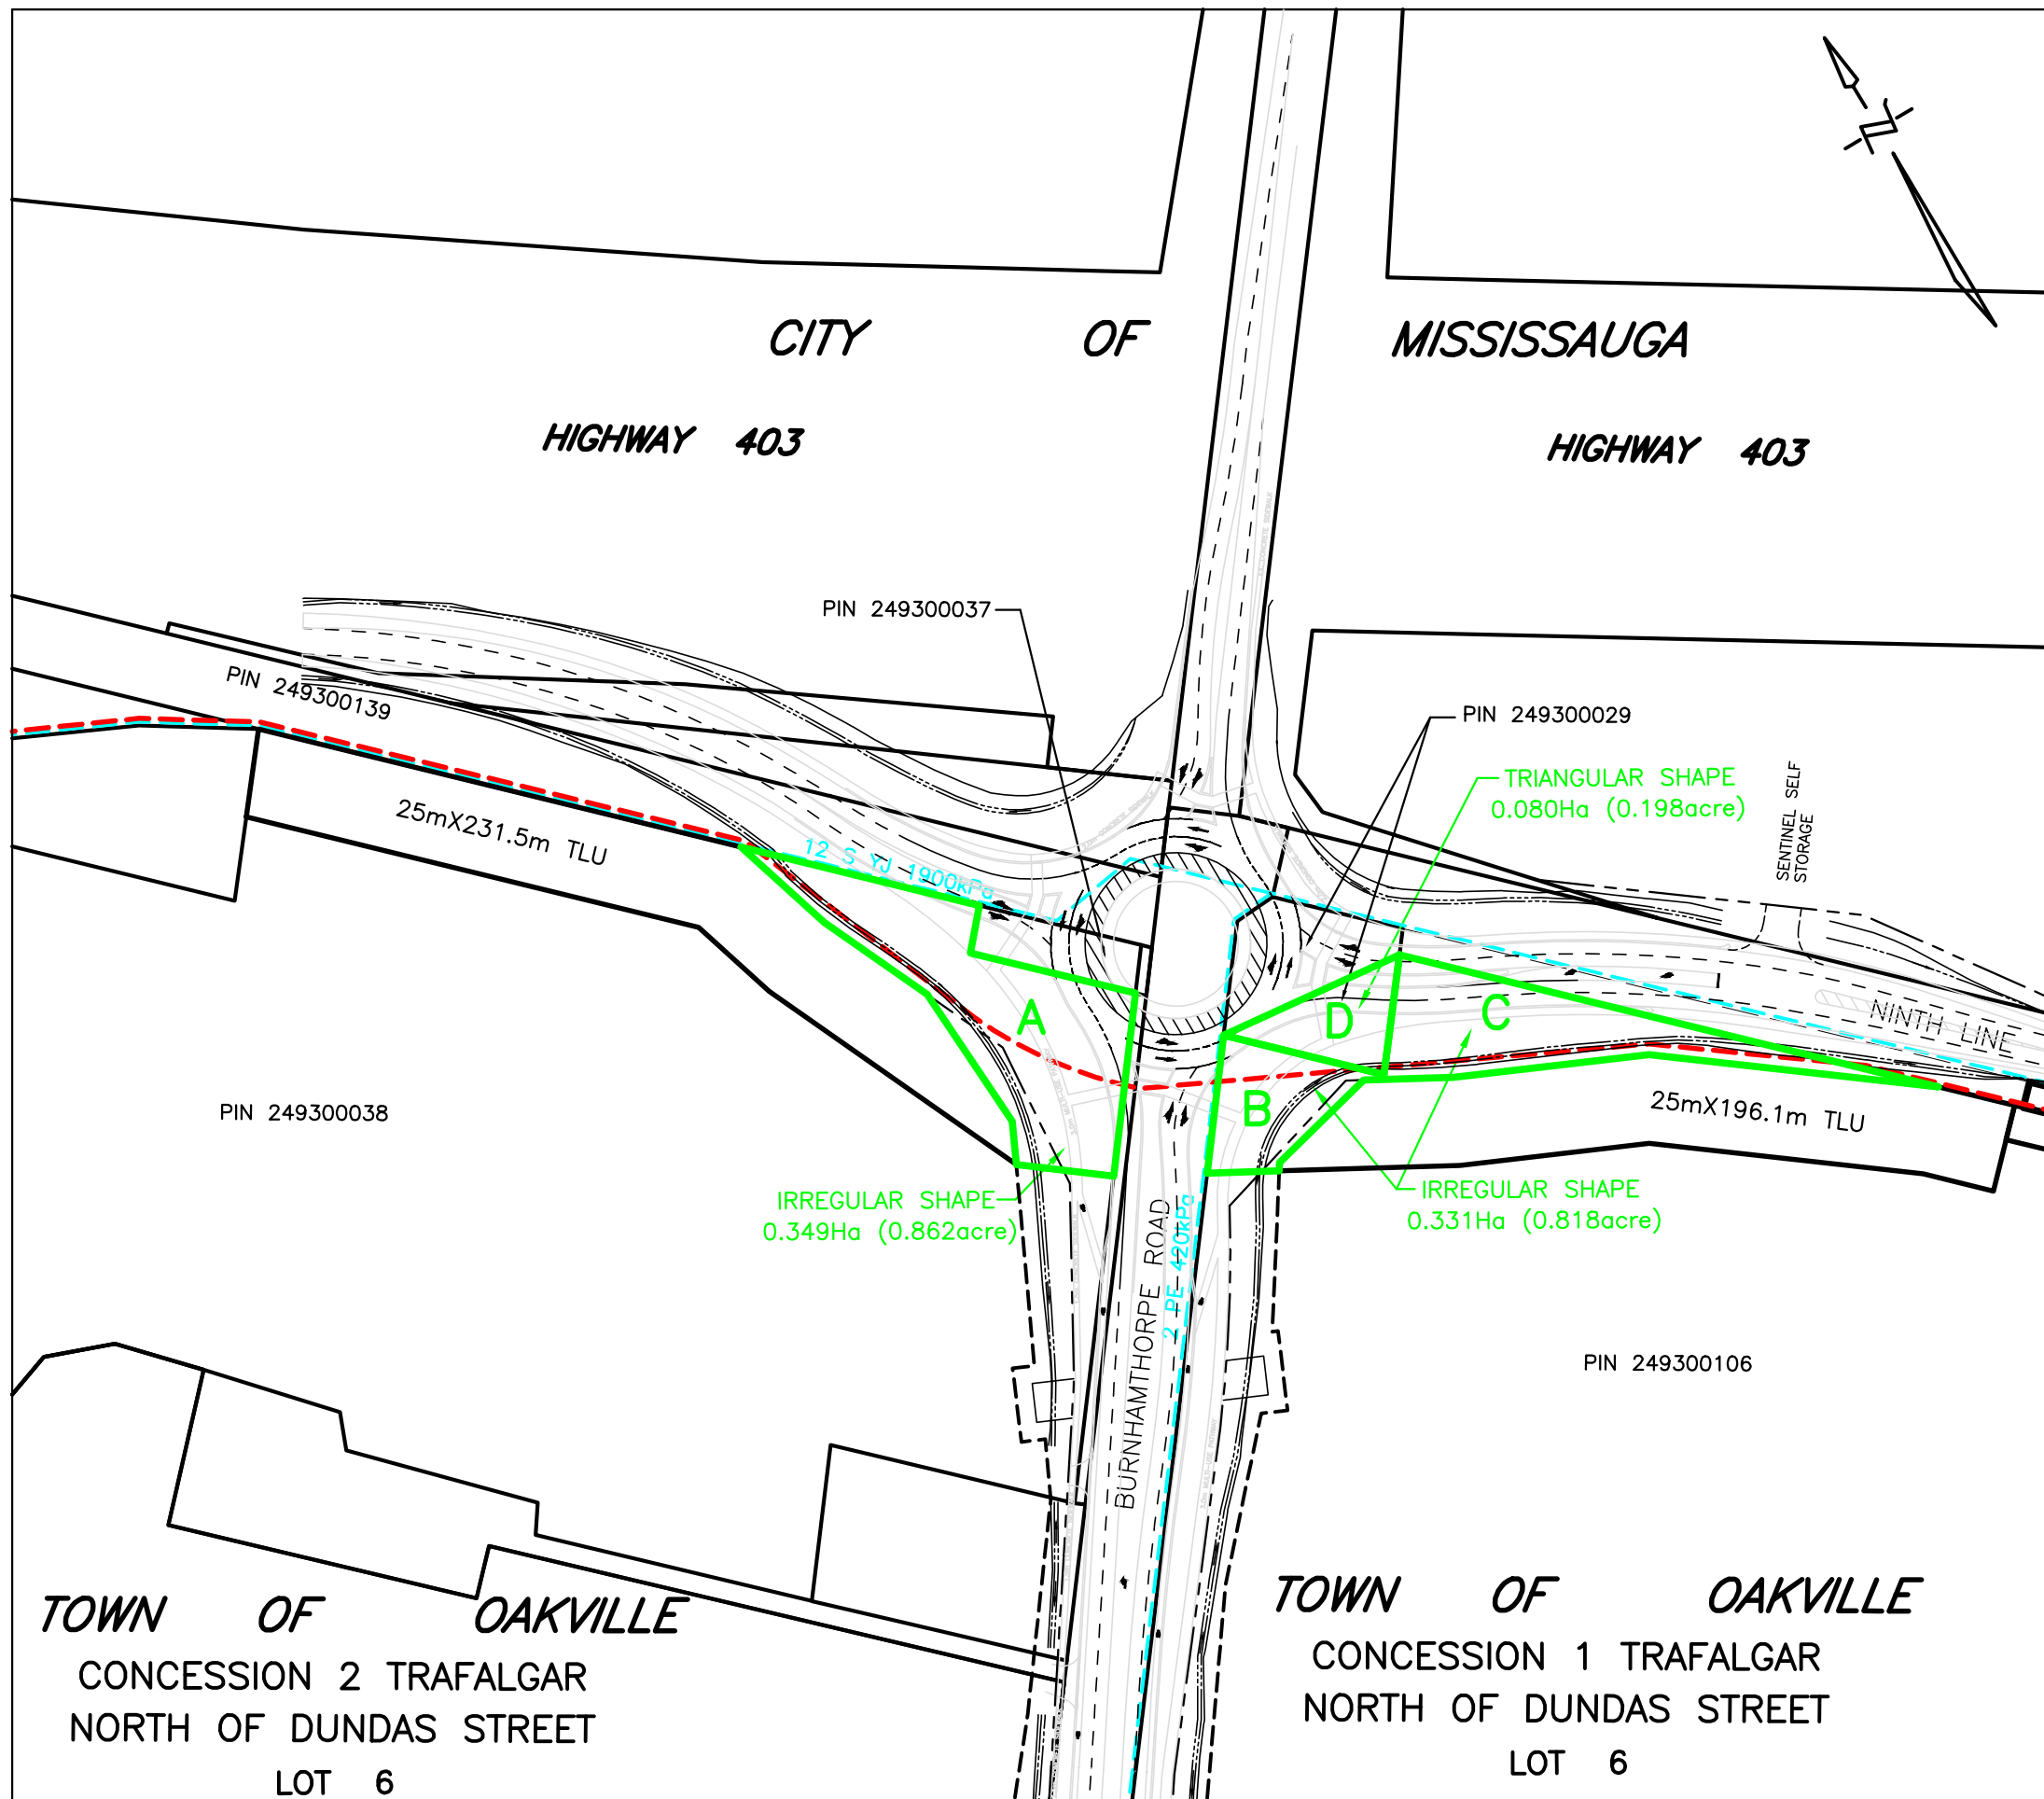 CITY OF MISSISSAUGA
HIGHWAY 403
HIGHWAY 403
PIN 249300037
PIN 249300139
PIN 249300029
TRIANGULAR SHAPE
0.080Ha (0.198acre)
SENTINEL SELF
STORAGE
25mX231.5m TLU
12 S YJ 1900kPa
A
D
C
B
NINTH LINE
25mX196.1m TLU
PIN 249300038
IRREGULAR SHAPE
0.349Ha (0.862acre)
IRREGULAR SHAPE
0.331Ha (0.818acre)
BURNHAMTHORPE ROAD
2 PE 420kPa
PIN 249300106
TOWN OF OAKVILLE
CONCESSION 2 TRAFALGAR
NORTH OF DUNDAS STREET
LOT 6
TOWN OF OAKVILLE
CONCESSION 1 TRAFALGAR
NORTH OF DUNDAS STREET
LOT 6